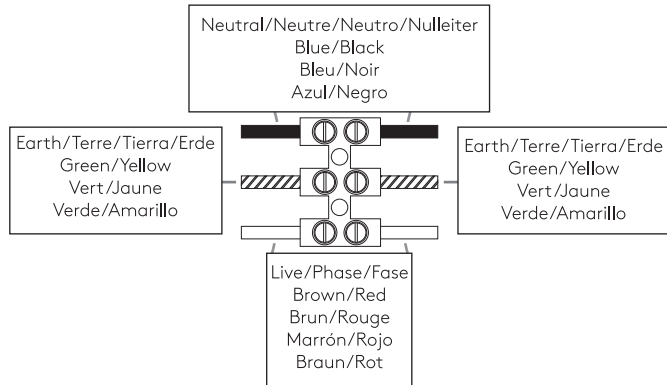 Neutral/Neutre/Neutro/Nulleiter
Blue/Black
Bleu/Noir
Azul/Negro
Earth/Terre/Tierra/Erde
Green/Yellow
Vert/Jaune
Verde/Amarillo
Earth/Terre/Tierra/Erde
Green/Yellow
Vert/Jaune
Verde/Amarillo
Live/Phase/Fase
Brown/Red
Brun/Rouge
Marrón/Rojo
Braun/Rot